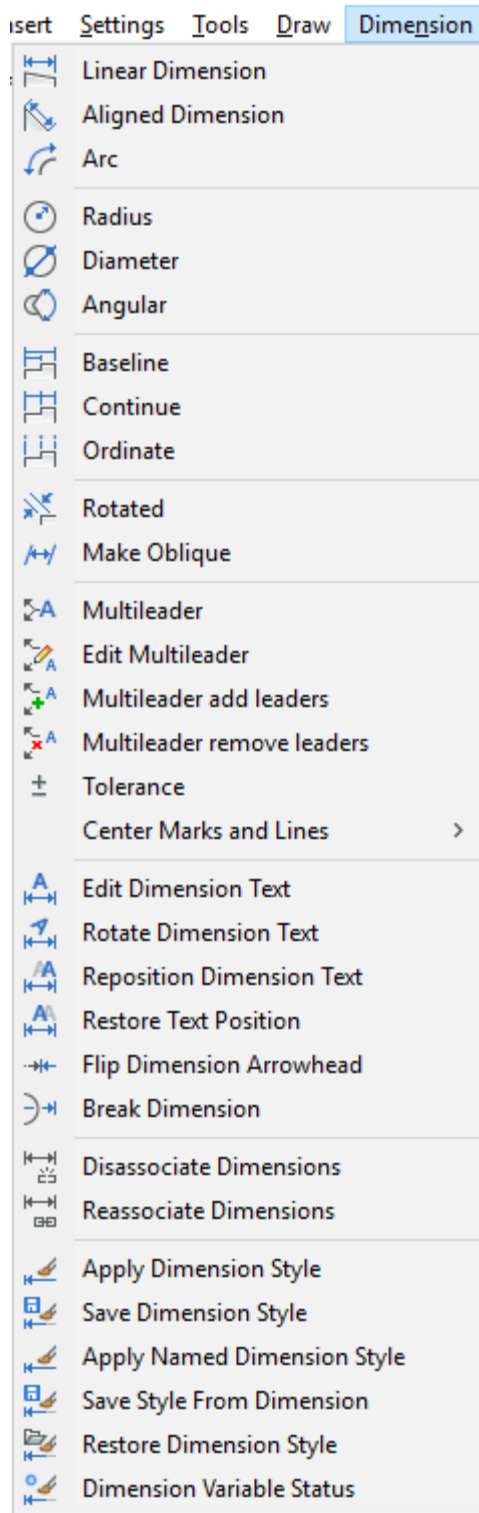 sert Settings Tools Draw Dimension
Linear Dimension
Aligned Dimension
Arc
Radius
Diameter
Angular
Baseline
Continue
Ordinate
Rotated
Make Oblique
Multileader
Edit Multileader
Multileader add leaders
Multileader remove leaders
Tolerance
Center Marks and Lines
Edit Dimension Text
Rotate Dimension Text
Reposition Dimension Text
Restore Text Position
Flip Dimension Arrowhead
Break Dimension
Disassociate Dimensions
Reassociate Dimensions
Apply Dimension Style
Save Dimension Style
Apply Named Dimension Style
Save Style From Dimension
Restore Dimension Style
Dimension Variable Status